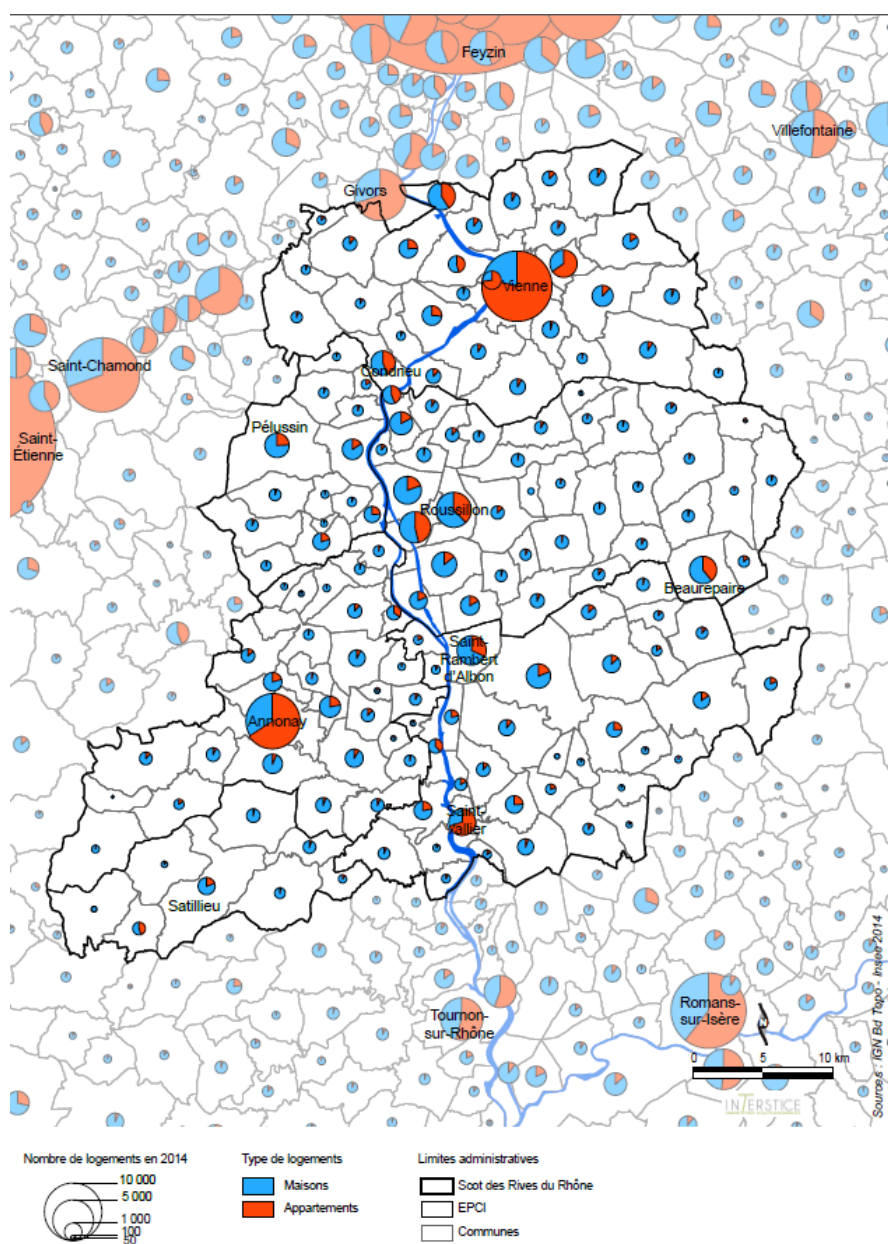 Feyzin
Villefontaine
Givors
Vienne
Saint-Chamond
Condrieu
Pélussin
Saint-
Étienne
Roussillon
Beaurepaire
Saint-
Rambert
d'Albon
Annonay
Saint-
Vallier
Satillieu
Tournon-
sur-Rhône
Romans-
sur-Isère
0 5 10 km
INTERSTICE
Sources : IGN Bd Topo - Insee 2014
Nombre de logements en 2014
10 000
5 000
1 000
100
50
Type de logements
Maisons
Appartements
Limites administratives
Scot des Rives du Rhône
EPCI
Communes